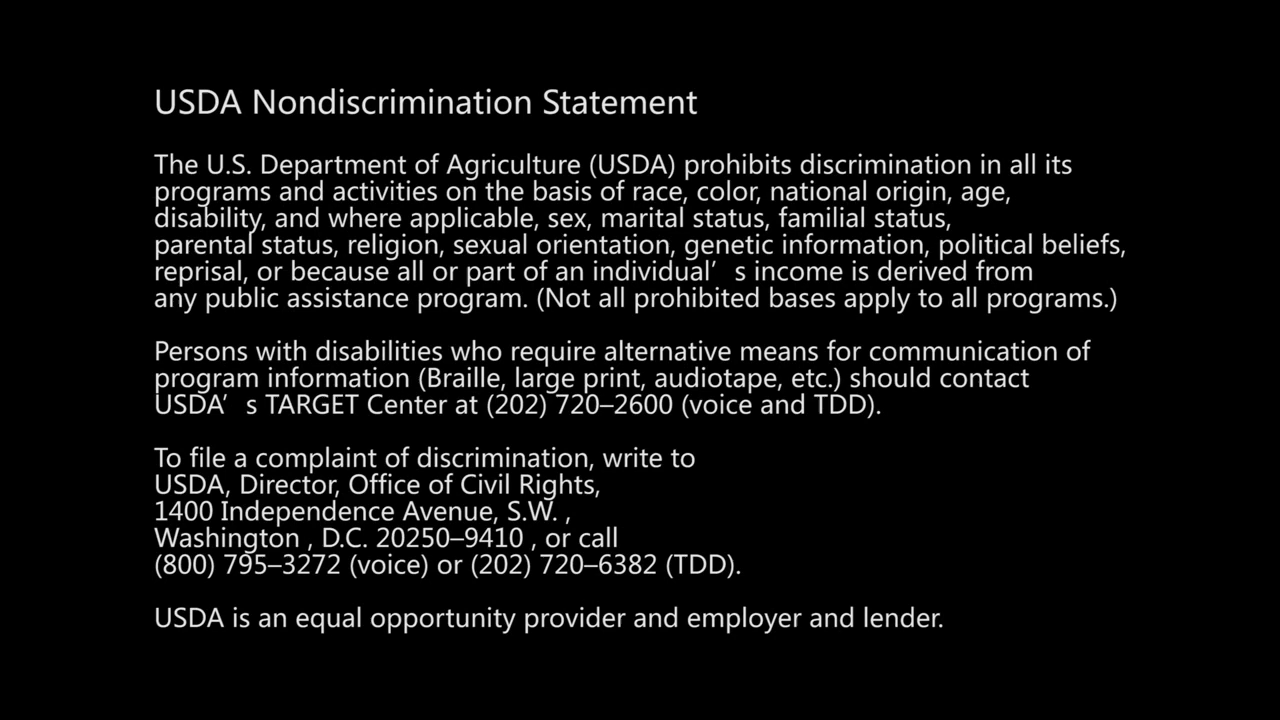 USDA Nondiscrimination Statement
The U.S. Department of Agriculture (USDA) prohibits discrimination in all its
programs and activities on the basis of race, color, national origin, age,
disability, and where applicable, sex, marital status, familial status,
parental status, religion, sexual orientation, genetic information, political beliefs,
reprisal, or because all or part of an individual’ s income is derived from
any public assistance program. (Not all prohibited bases apply to all programs.)
Persons with disabilities who require alternative means for communication of
program information (Braille, large print, audiotape, etc.) should contact
USDA’ s TARGET Center at (202) 720–2600 (voice and TDD).
To file a complaint of discrimination, write to
USDA, Director, Office of Civil Rights,
1400 Independence Avenue, S.W. ,
Washington , D.C. 20250–9410 , or call
(800) 795–3272 (voice) or (202) 720–6382 (TDD).
USDA is an equal opportunity provider and employer and lender.